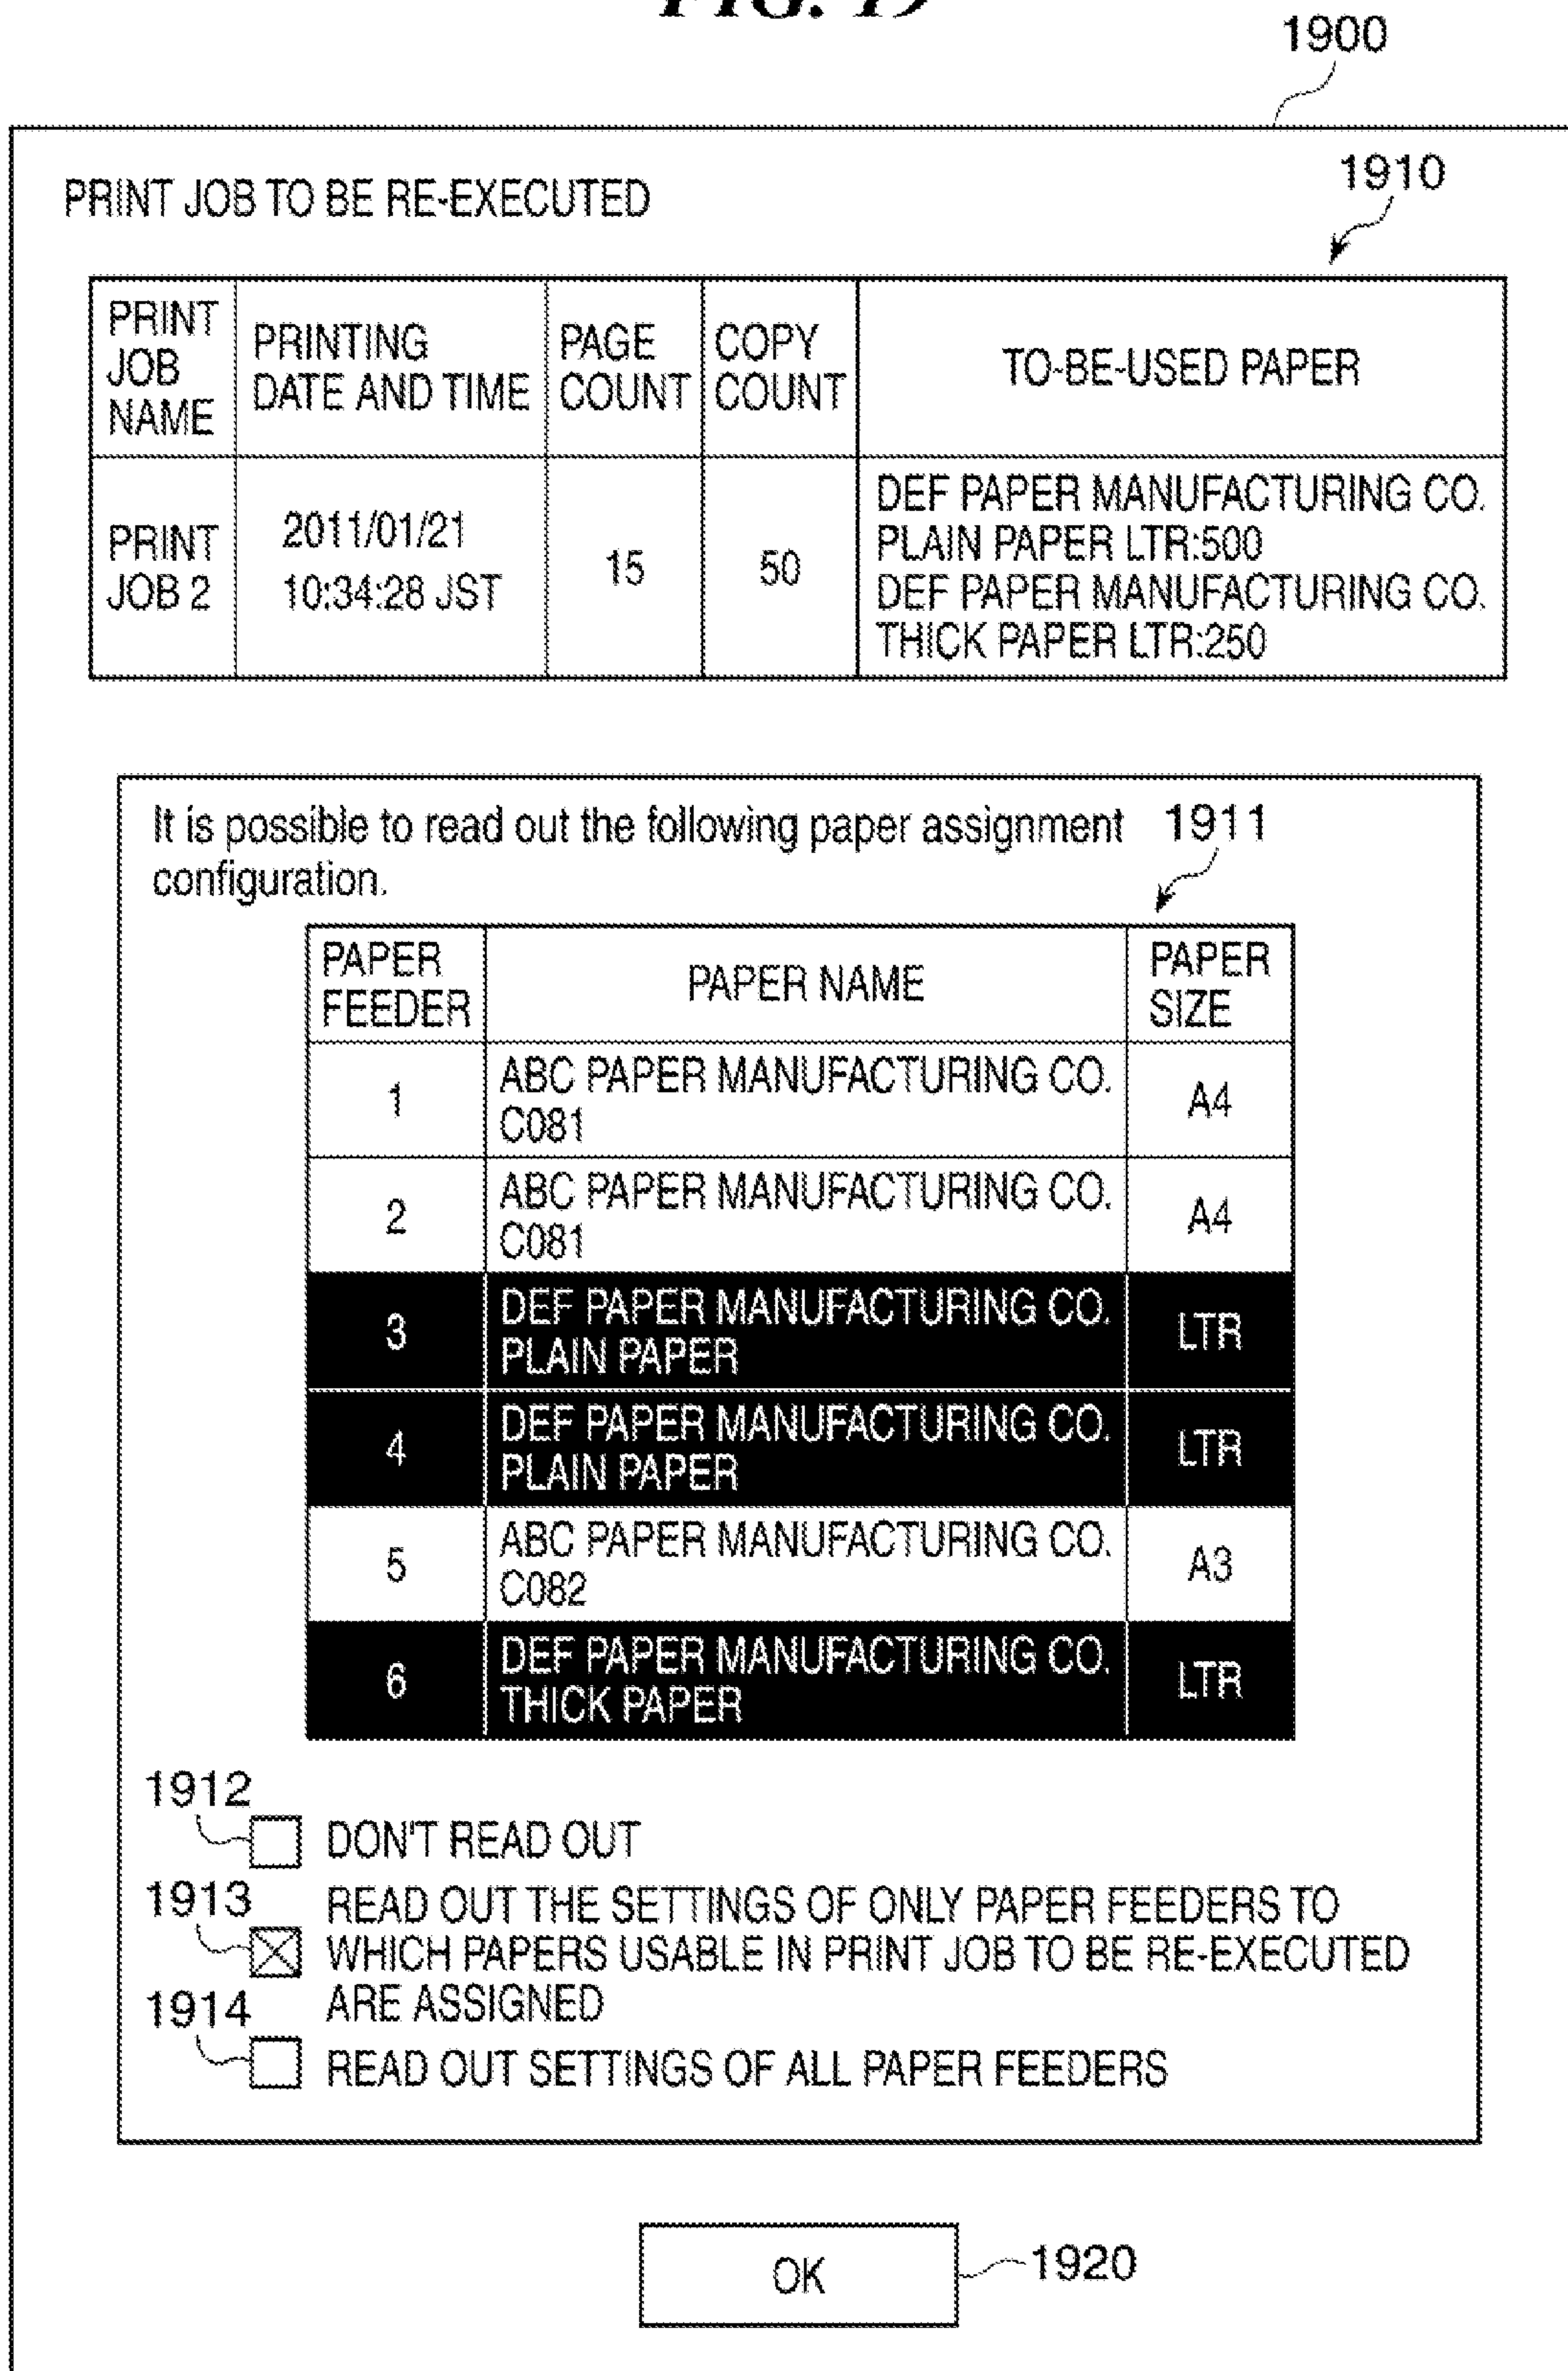 FIG. 19
1900
PRINT JOB TO BE RE-EXECUTED
1910
PRINT JOB NAME
PRINTING DATE AND TIME
PAGE COUNT
COPY COUNT
TO-BE-USED PAPER
PRINT JOB 2
2011/01/21
10:34:28 JST
15
50
DEF PAPER MANUFACTURING CO.
PLAIN PAPER LTR:500
DEF PAPER MANUFACTURING CO.
THICK PAPER LTR:250
It is possible to read out the following paper assignment
configuration.
1911
PAPER FEEDER
PAPER NAME
PAPER SIZE
1
ABC PAPER MANUFACTURING CO.
C081
A4
2
ABC PAPER MANUFACTURING CO.
C081
A4
3
DEF PAPER MANUFACTURING CO.
PLAIN PAPER
LTR
4
DEF PAPER MANUFACTURING CO.
PLAIN PAPER
LTR
5
ABC PAPER MANUFACTURING CO.
C082
A3
6
DEF PAPER MANUFACTURING CO.
THICK PAPER
LTR
1912
DON'T READ OUT
1913
READ OUT THE SETTINGS OF ONLY PAPER FEEDERS TO
WHICH PAPERS USABLE IN PRINT JOB TO BE RE-EXECUTED
ARE ASSIGNED
1914
READ OUT SETTINGS OF ALL PAPER FEEDERS
OK
1920